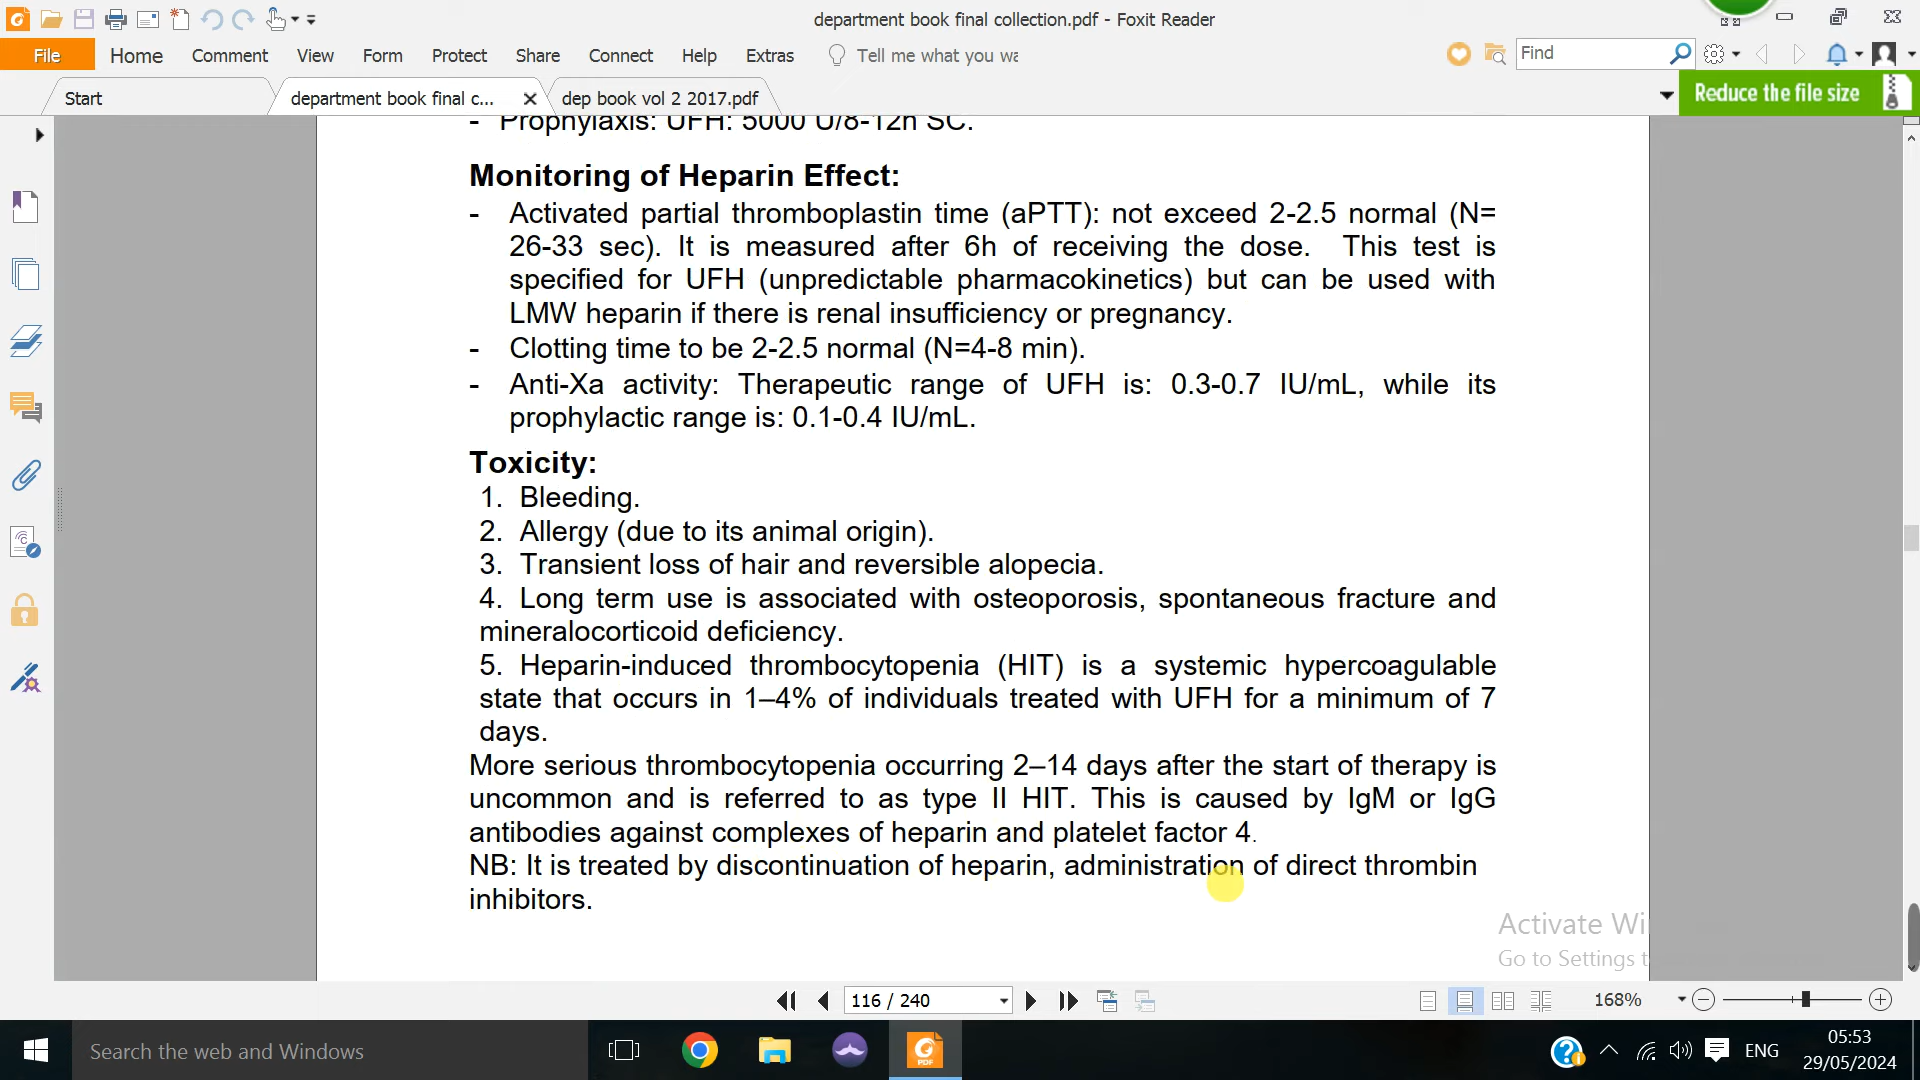 department book final collection.pdf - Foxit Reader
File Home Comment View Form Protect Share Connect Help Extras Tell me what you wa Find
Start department book final c... dep book vol 2 2017.pdf Reduce the file size
- Prophylaxis: UFH: 5000 U/8-12h SC.
Monitoring of Heparin Effect:
- Activated partial thromboplastin time (aPTT): not exceed 2-2.5 normal (N=
26-33 sec). It is measured after 6h of receiving the dose. This test is
specified for UFH (unpredictable pharmacokinetics) but can be used with
LMW heparin if there is renal insufficiency or pregnancy.
- Clotting time to be 2-2.5 normal (N=4-8 min).
- Anti-Xa activity: Therapeutic range of UFH is: 0.3-0.7 IU/mL, while its
prophylactic range is: 0.1-0.4 IU/mL.
Toxicity:
1. Bleeding.
2. Allergy (due to its animal origin).
3. Transient loss of hair and reversible alopecia.
4. Long term use is associated with osteoporosis, spontaneous fracture and
mineralocorticoid deficiency.
5. Heparin-induced thrombocytopenia (HIT) is a systemic hypercoagulable
state that occurs in 1–4% of individuals treated with UFH for a minimum of 7
days.
More serious thrombocytopenia occurring 2–14 days after the start of therapy is
uncommon and is referred to as type II HIT. This is caused by IgM or IgG
antibodies against complexes of heparin and platelet factor 4.
NB: It is treated by discontinuation of heparin, administration of direct thrombin
inhibitors.
Activate Wi
Go to Settings t
116 / 240 168%
Search the web and Windows PDF ENG 05:53
29/05/2024